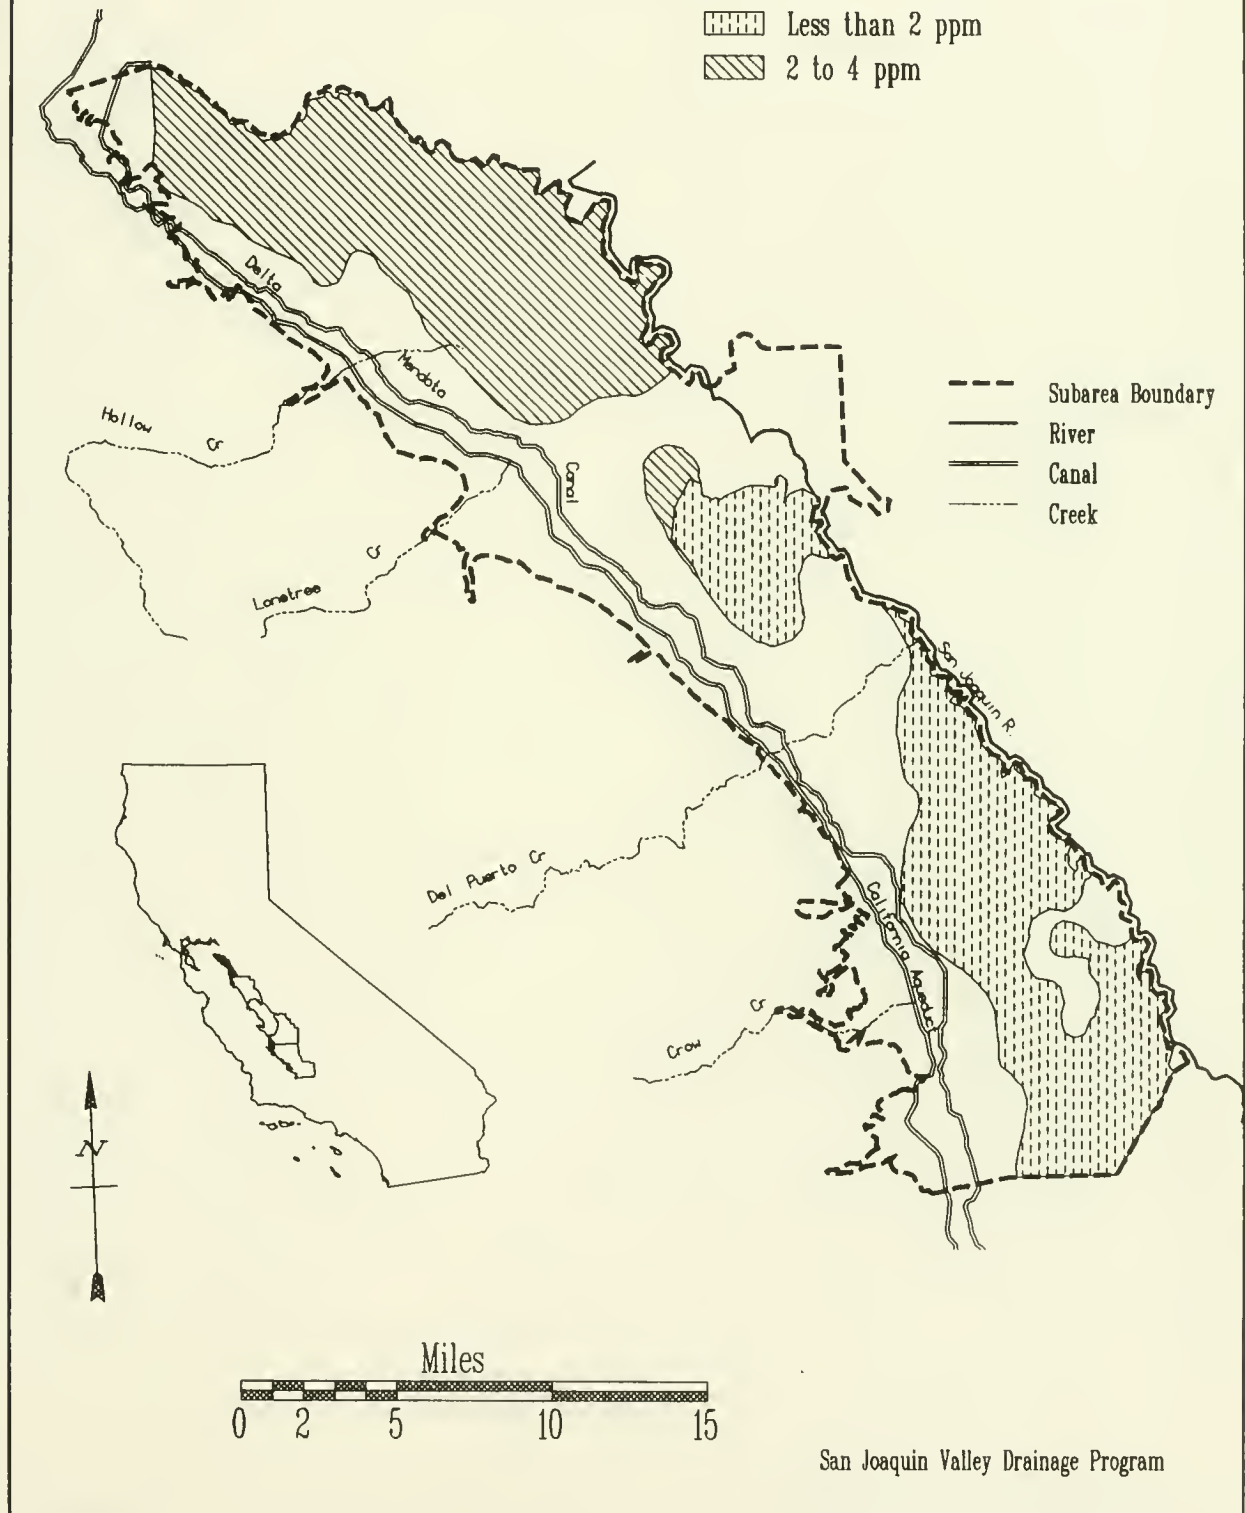 Less than 2 ppm
2 to 4 ppm
Delta
Mendota
Canal
Hollow Cr
Lonetree Cr
Subarea Boundary
River
Canal
Creek
San Joaquin R.
Del Puerto Cr
California Aqueduct
Crow Cr
N
Miles
0 2 5 10 15
San Joaquin Valley Drainage Program